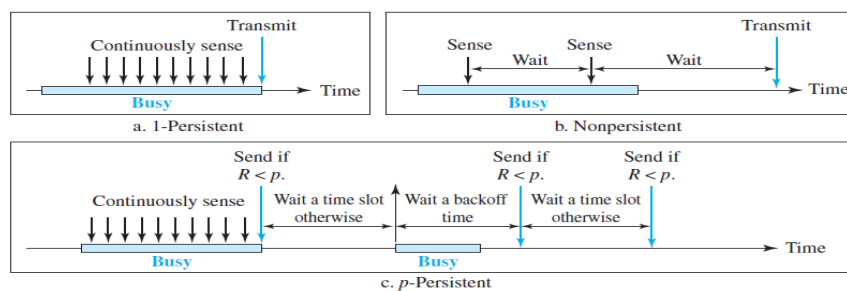 Transmit
Continuously sense
Time
Busy
a. 1-Persistent
Transmit
Sense
Sense
Wait
Wait
Time
Busy
b. Nonpersistent
Send if
R < p.
Send if
R < p.
Send if
R < p.
Continuously sense
Wait a time slot
otherwise
Wait a backoff
time
Wait a time slot
otherwise
Time
Busy
Busy
c. p-Persistent